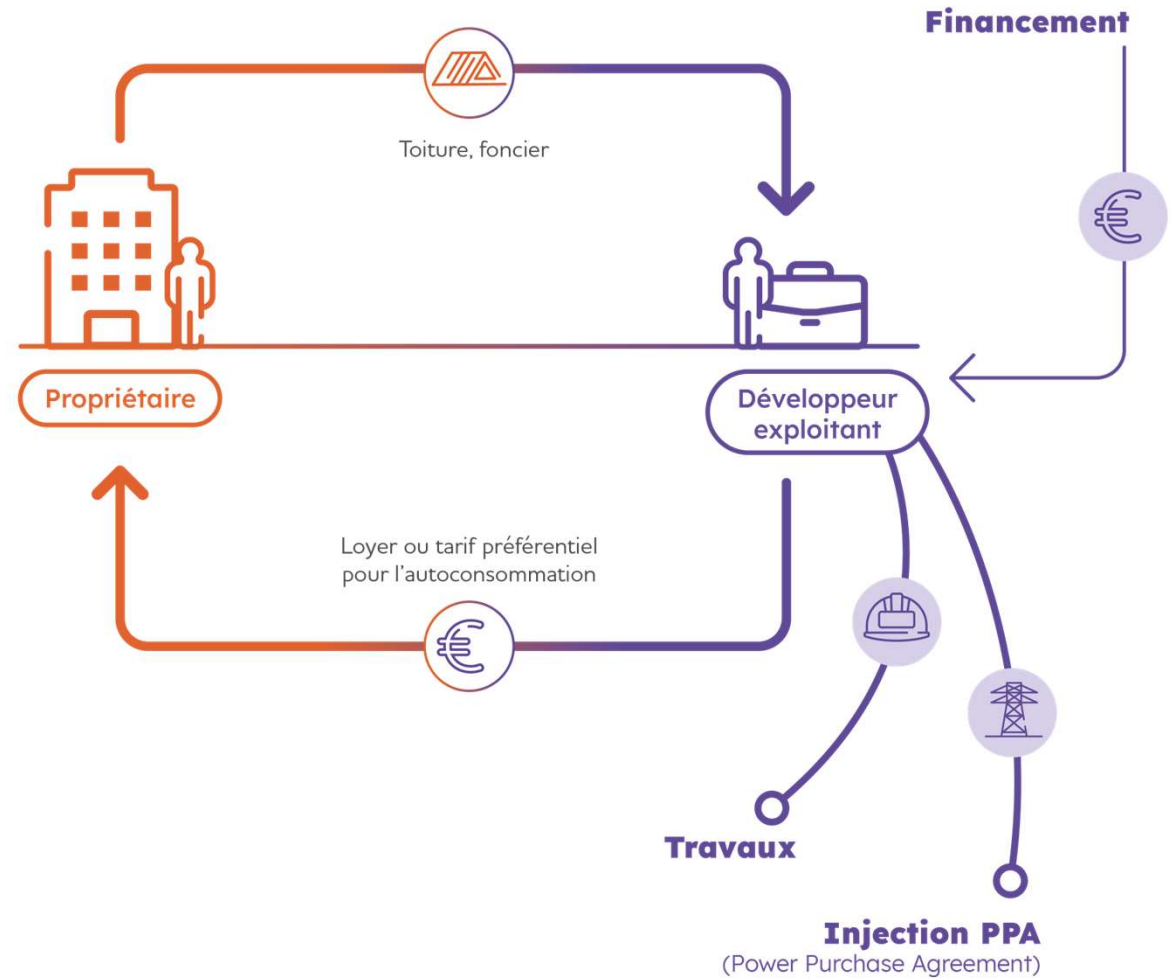 Financement
Toiture, foncier
Propriétaire
Développeur
exploitant
Loyer ou tarif préférentiel
pour l'autoconsommation
Travaux
Injection PPA
(Power Purchase Agreement)